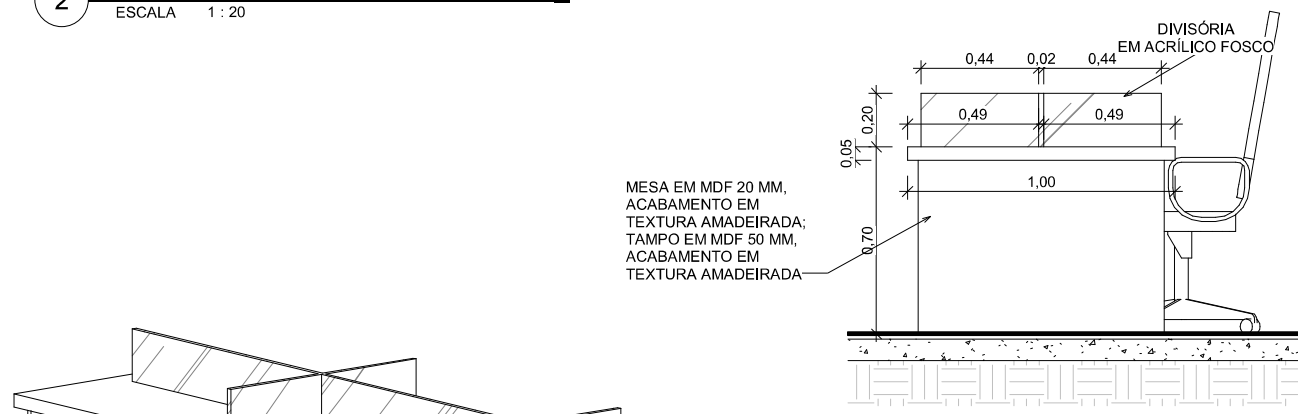 2
ESCALA 1 : 20
DIVISÓRIA
EM ACRÍLICO FOSCO
0,44 0,02 0,44
0,20
0,49 0,49
0,05
1,00
MESA EM MDF 20 MM,
ACABAMENTO EM
TEXTURA AMADEIRADA;
TAMPO EM MDF 50 MM,
ACABAMENTO EM
TEXTURA AMADEIRADA
0,70